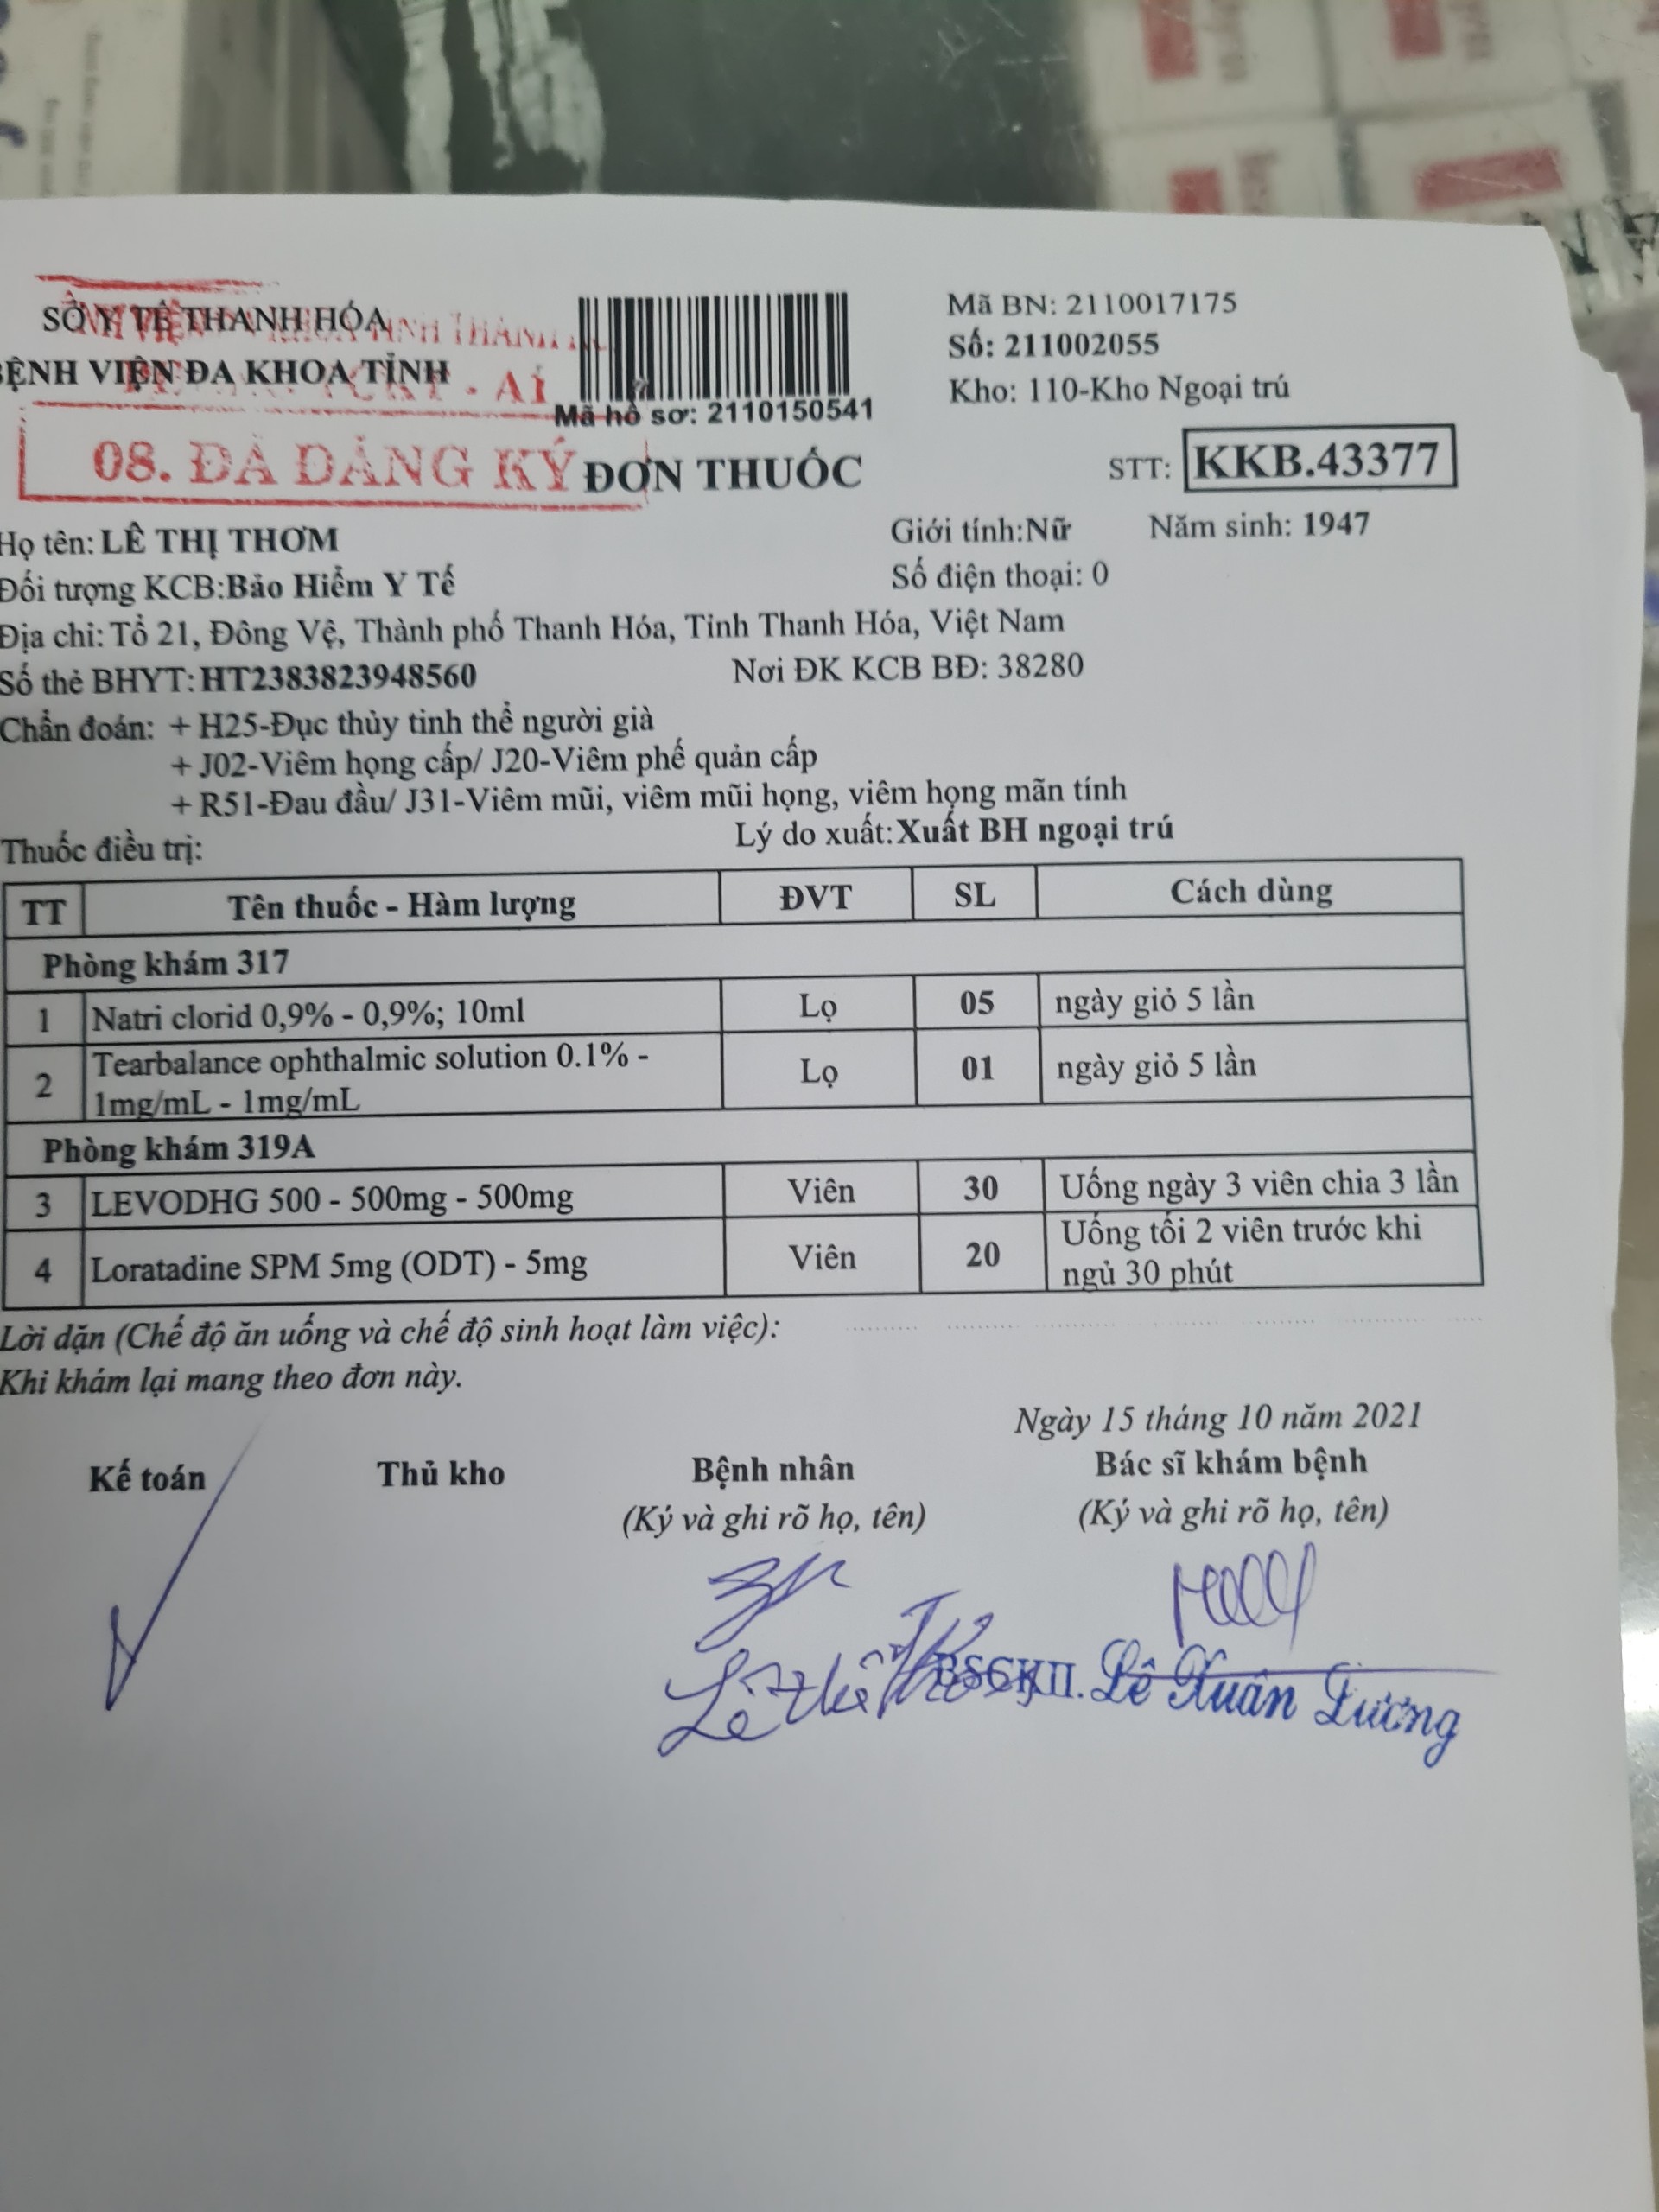 SỞ Y TẾ THANH HÓA
BỆNH VIỆN ĐA KHOA TỈNH
08. ĐÃ ĐĂNG KÝ
Mã hồ sơ: 2110150541
Mã BN: 2110017175
Số: 211002055
Kho: 110-Kho Ngoại trú
ĐƠN THUỐC
STT: KKB.43377
Họ tên: LÊ THỊ THƠM Giới tính:Nữ Năm sinh: 1947
Đối tượng KCB:Bảo Hiểm Y Tế Số điện thoại: 0
Địa chỉ: Tổ 21, Đông Vệ, Thành phố Thanh Hóa, Tỉnh Thanh Hóa, Việt Nam
Số thẻ BHYT: HT2383823948560 Nơi ĐK KCB BĐ: 38280
Chẩn đoán: + H25-Đục thủy tinh thể người già
+ J02-Viêm họng cấp/ J20-Viêm phế quản cấp
+ R51-Đau đầu/ J31-Viêm mũi, viêm mũi họng, viêm họng mãn tính
Thuốc điều trị: Lý do xuất:Xuất BH ngoại trú
TT Tên thuốc - Hàm lượng ĐVT SL Cách dùng
Phòng khám 317
1 Natri clorid 0,9% - 0,9%; 10ml Lọ 05 ngày giỏ 5 lần
2 Tearbalance ophthalmic solution 0.1% - 1mg/mL - 1mg/mL Lọ 01 ngày giỏ 5 lần
Phòng khám 319A
3 LEVODHG 500 - 500mg - 500mg Viên 30 Uống ngày 3 viên chia 3 lần
4 Loratadine SPM 5mg (ODT) - 5mg Viên 20 Uống tối 2 viên trước khi ngủ 30 phút
Lời dặn (Chế độ ăn uống và chế độ sinh hoạt làm việc):
Khi khám lại mang theo đơn này.
Ngày 15 tháng 10 năm 2021
Kế toán Thủ kho Bệnh nhân Bác sĩ khám bệnh
(Ký và ghi rõ họ, tên) (Ký và ghi rõ họ, tên)
Lê thị
BSCKII. Lê Xuân Dương